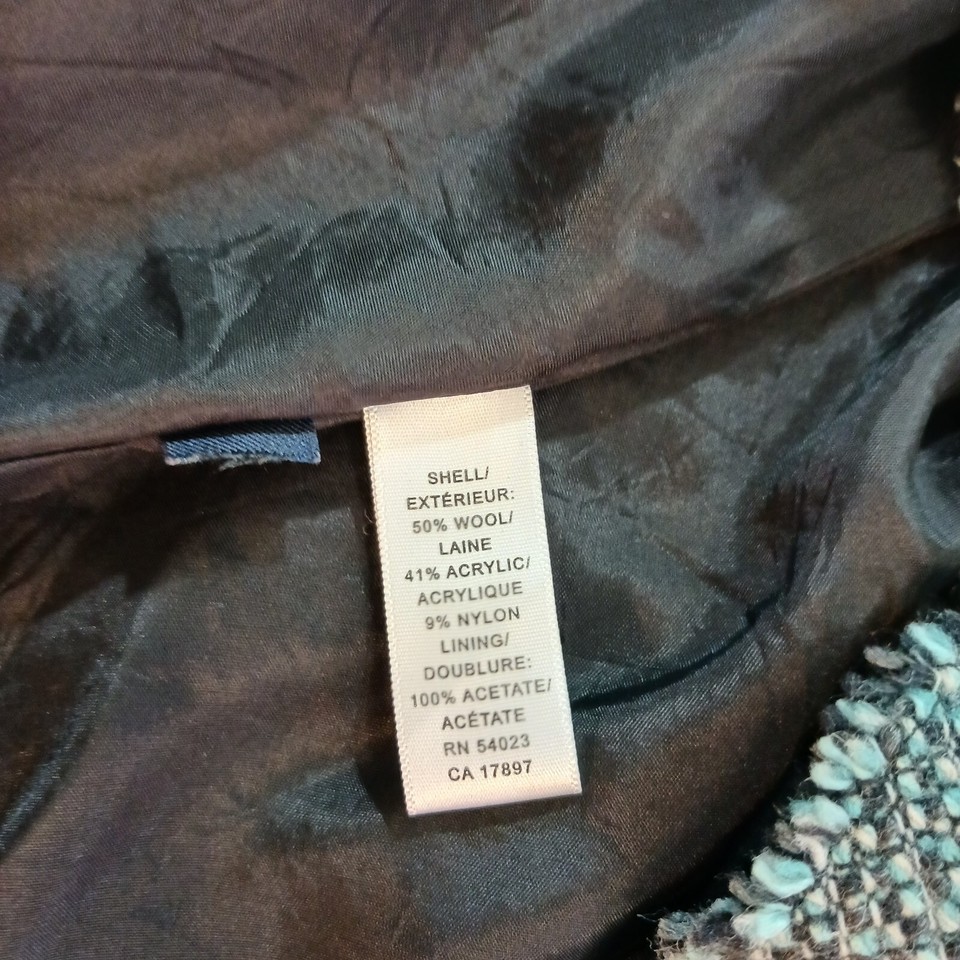 SHELL/
EXTÉRIEUR:
50% WOOL/
LAINE
41% ACRYLIC/
ACRYLIQUE
9% NYLON
LINING/
DOUBLURE:
100% ACETATE/
ACÉTATE
RN 54023
CA 17897